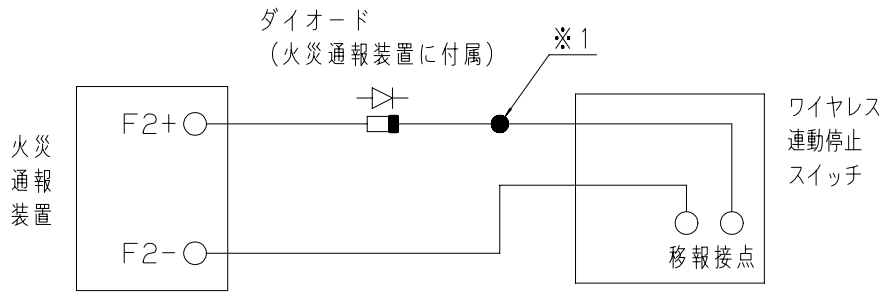 ダイオード
（火災通報装置に付属）
※1
F2+
火災
通報
装置
F2-
ワイヤレス
連動停止
スイッチ
移報接点